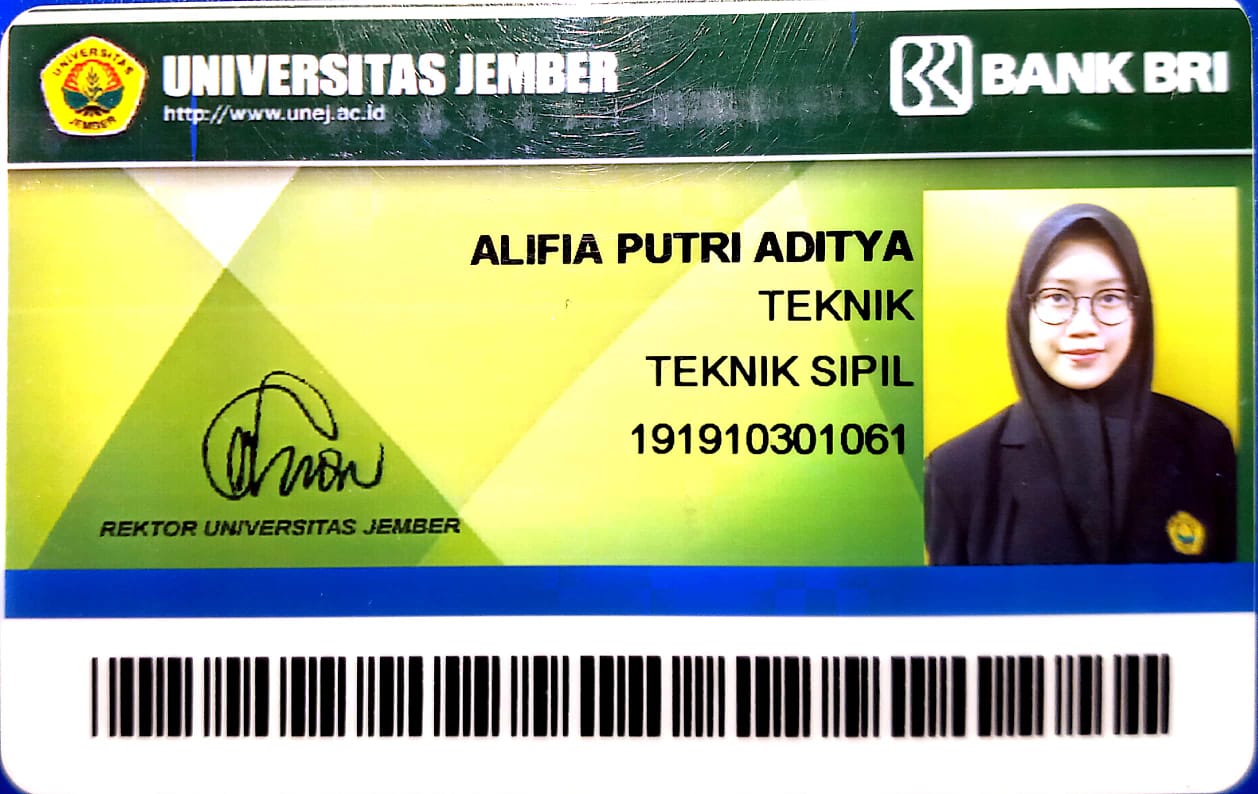 UNIVERSITAS JEMBER
UNIVERSITAS JEMBER
http://www.unej.ac.id
BANK BRI
ALIFIA PUTRI ADITYA
TEKNIK
TEKNIK SIPIL
191910301061
REKTOR UNIVERSITAS JEMBER